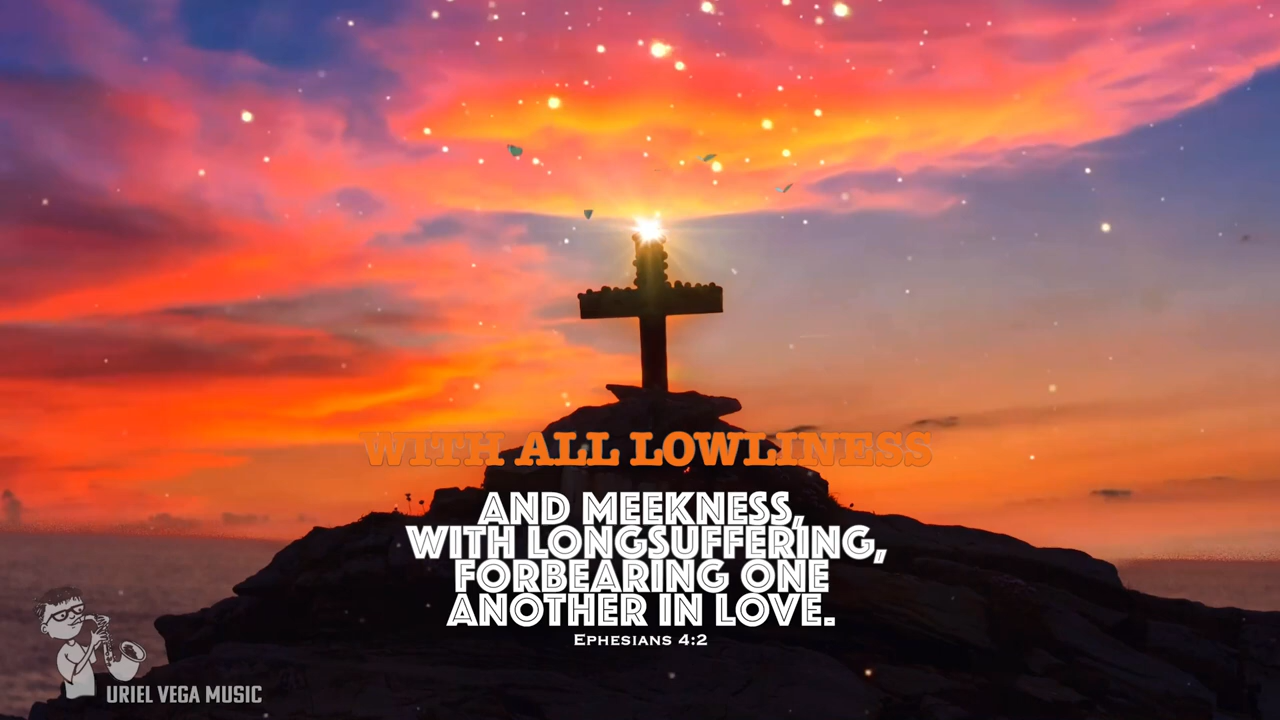 WITH ALL LOWLINESS
AND MEEKNESS,
WITH LONGSUFFERING,
FORBEARING ONE
ANOTHER IN LOVE.
EPHESIANS 4:2
URIEL VEGA MUSIC